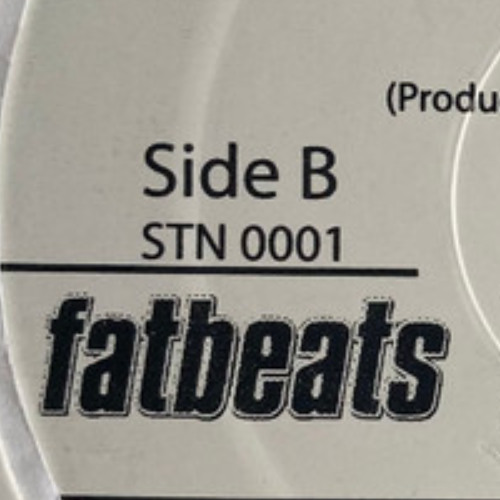 (Produ
Side B
STN 0001
fatbeats